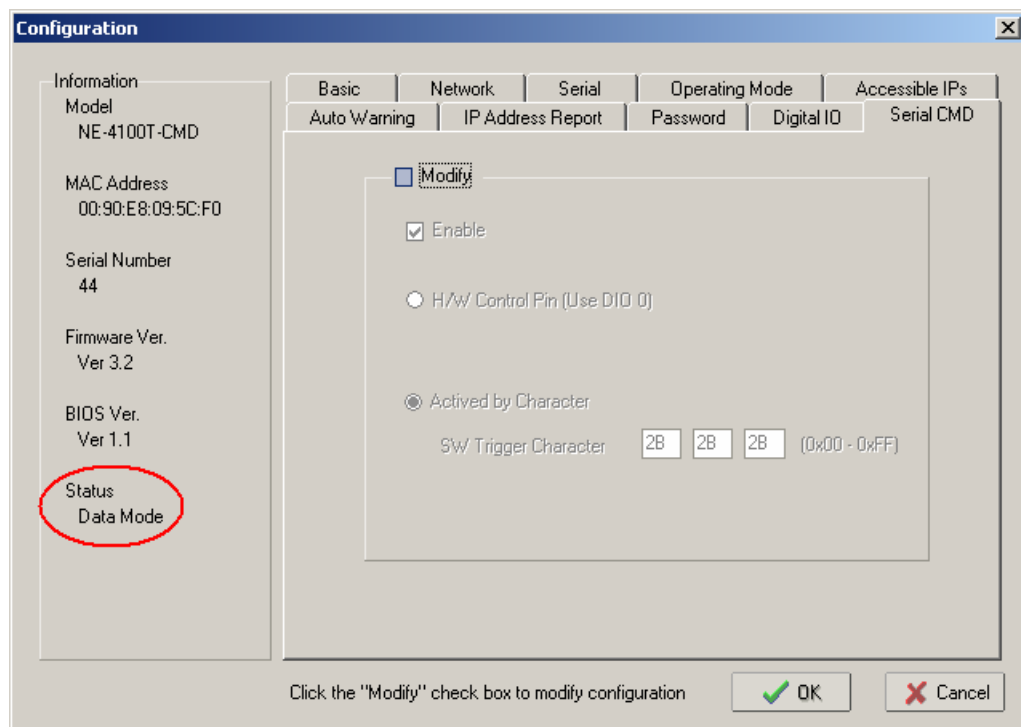 Configuration
Information
Model
NE-4100T-CMD
MAC Address
00:90:E8:09:5C:F0
Serial Number
44
Firmware Ver.
Ver 3.2
BIOS Ver.
Ver 1.1
Status
Data Mode
Basic Network Serial Operating Mode Accessible IPs
Auto Warning IP Address Report Password Digital IO Serial CMD
Modify
Enable
H/W Control Pin (Use DIO 0)
Actived by Character
SW Trigger Character 2B 2B 2B (0x00 - 0xFF)
Click the "Modify" check box to modify configuration OK Cancel